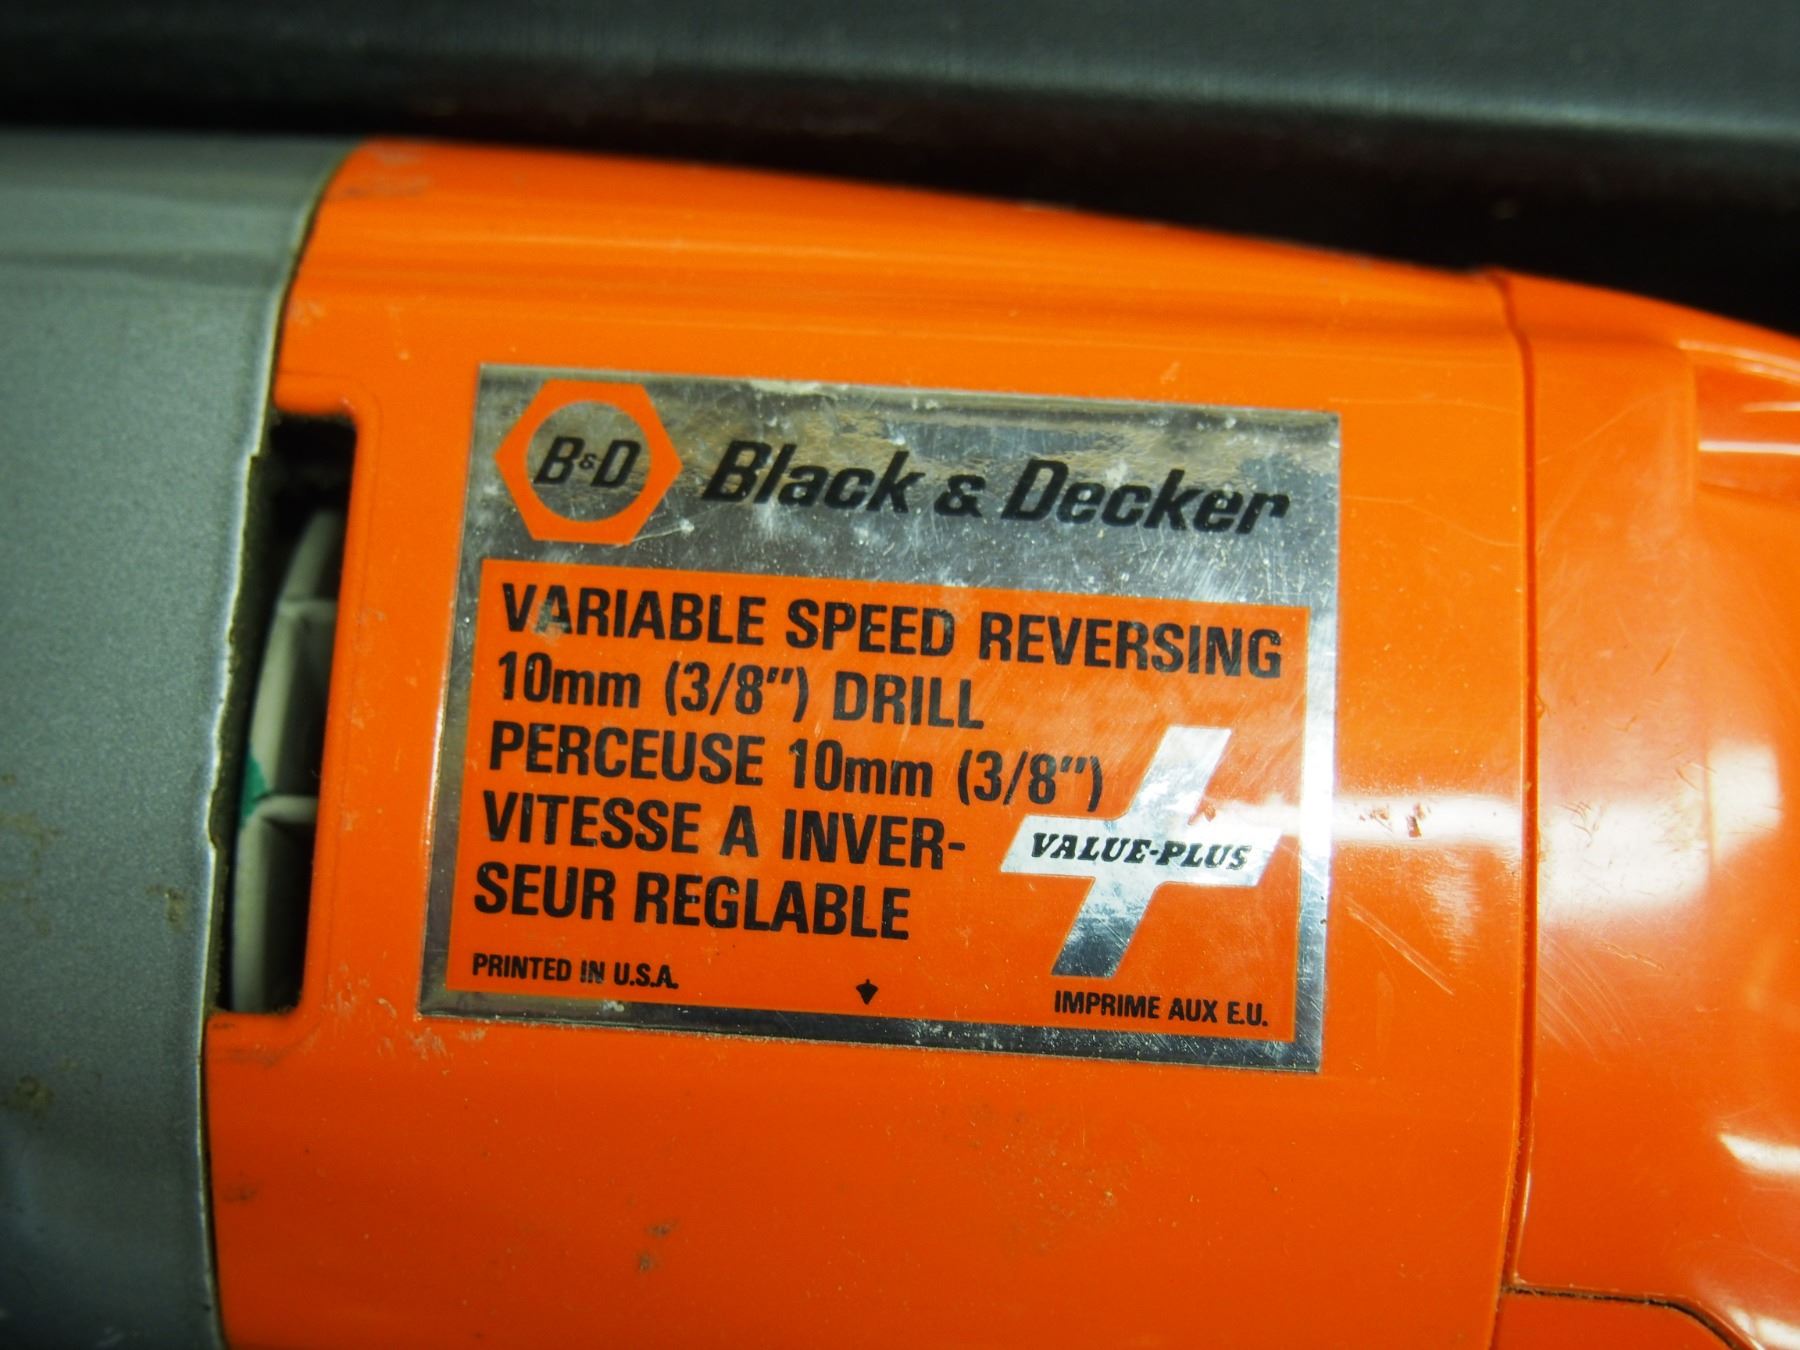 B&D Black & Decker
VARIABLE SPEED REVERSING
10mm (3/8") DRILL
PERCEUSE 10mm (3/8")
VITESSE A INVER-
SEUR REGLABLE
VALUE-PLUS
PRINTED IN U.S.A.
IMPRIME AUX E.U.